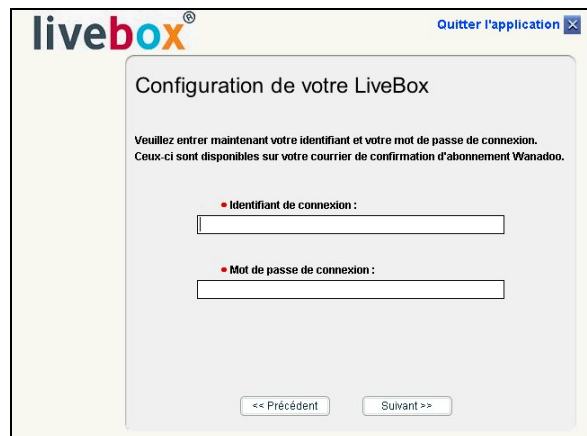 livebox®
Quitter l'application
Configuration de votre LiveBox
Veuillez entrer maintenant votre identifiant et votre mot de passe de connexion.
Ceux-ci sont disponibles sur votre courrier de confirmation d'abonnement Wanadoo.
Identifiant de connexion :
Mot de passe de connexion :
<< Précédent
Suivant >>